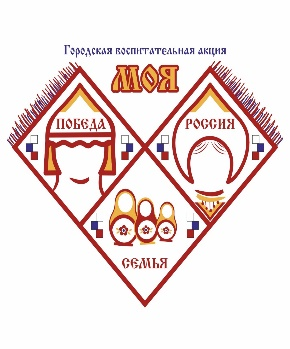 Городская воспитательная акция
МОЯ
ПОБЕДА
РОССИЯ
СЕМЬЯ